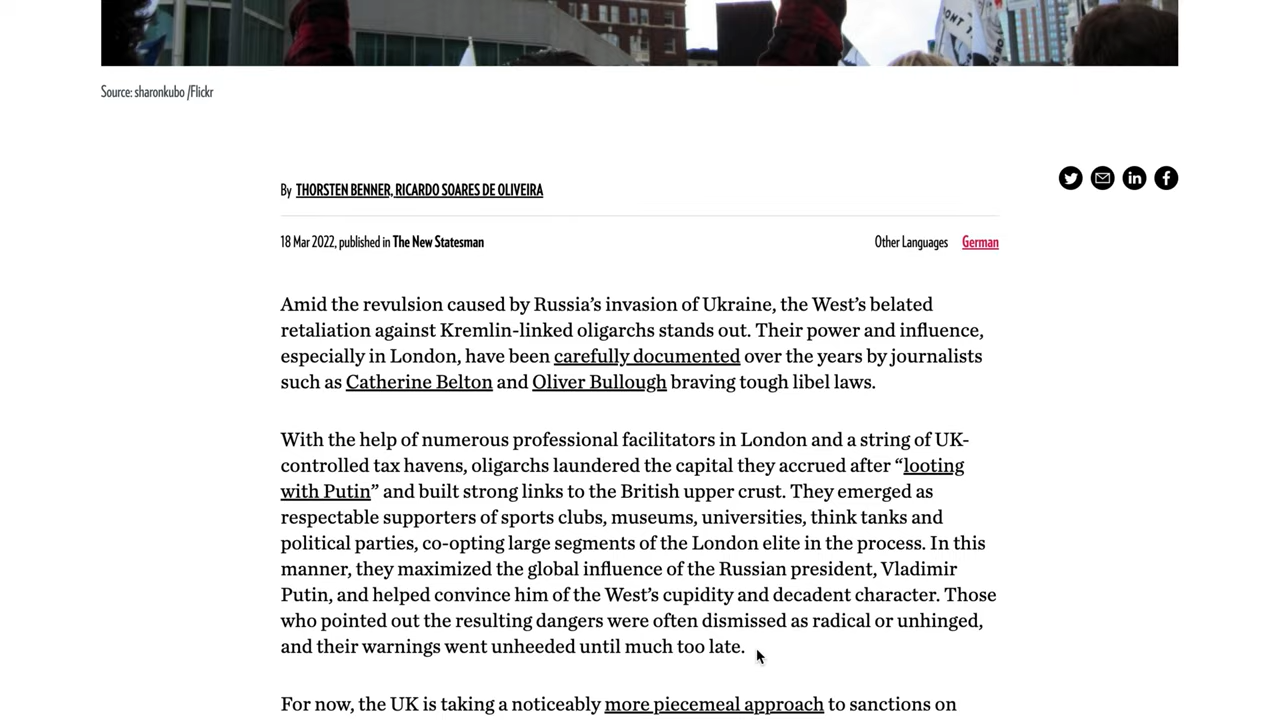 ONT
Source: sharonkubo /Flickr
By THORSTEN BENNER, RICARDO SOARES DE OLIVEIRA
18 Mar 2022, published in The New Statesman
Other Languages German
Amid the revulsion caused by Russia’s invasion of Ukraine, the West’s belated
retaliation against Kremlin-linked oligarchs stands out. Their power and influence,
especially in London, have been carefully documented over the years by journalists
such as Catherine Belton and Oliver Bullough braving tough libel laws.
With the help of numerous professional facilitators in London and a string of UK-
controlled tax havens, oligarchs laundered the capital they accrued after “looting
with Putin” and built strong links to the British upper crust. They emerged as
respectable supporters of sports clubs, museums, universities, think tanks and
political parties, co-opting large segments of the London elite in the process. In this
manner, they maximized the global influence of the Russian president, Vladimir
Putin, and helped convince him of the West’s cupidity and decadent character. Those
who pointed out the resulting dangers were often dismissed as radical or unhinged,
and their warnings went unheeded until much too late.
For now, the UK is taking a noticeably more piecemeal approach to sanctions on